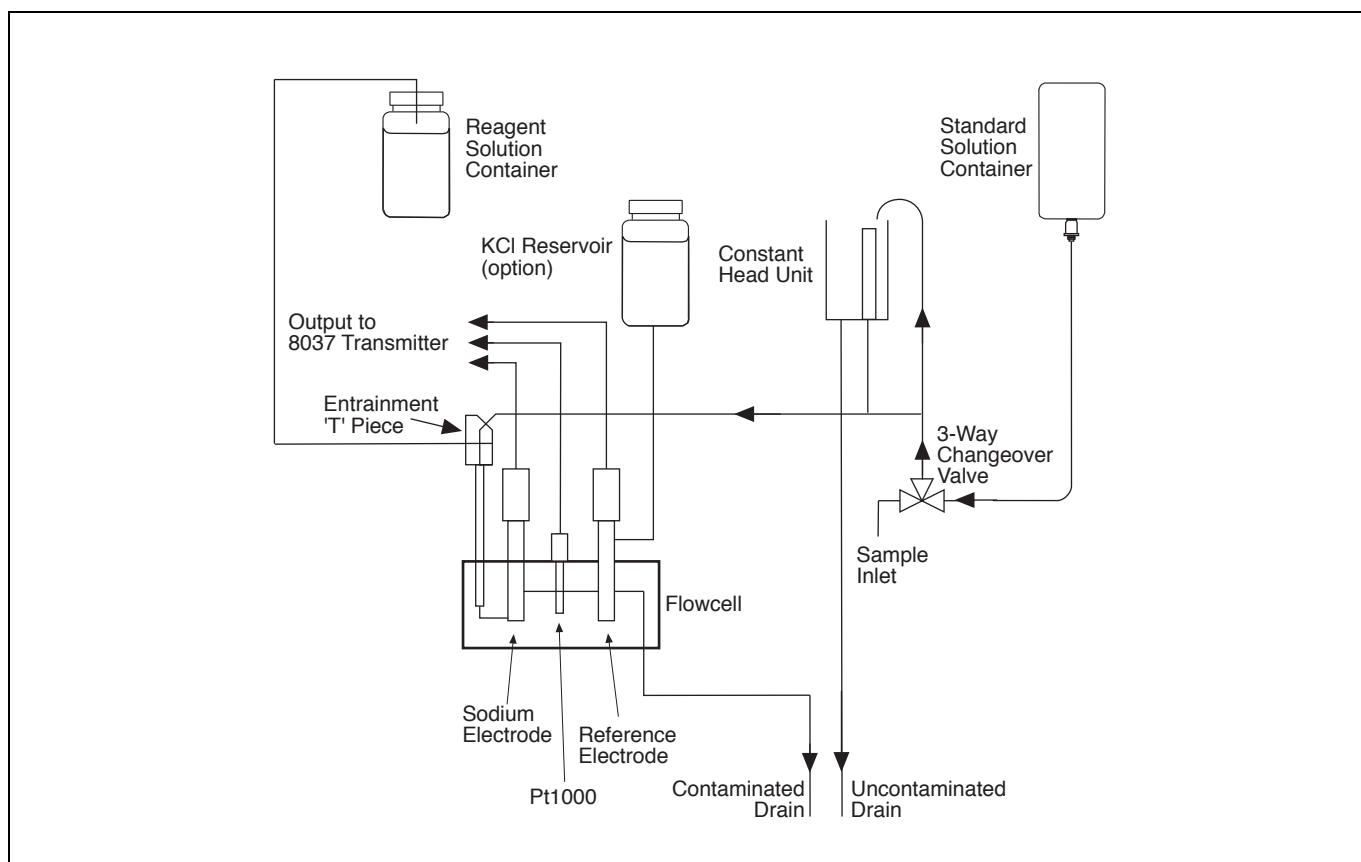 Reagent
Solution
Container
Standard
Solution
Container
KCl Reservoir
(option)
Constant
Head Unit
Output to
8037 Transmitter
Entrainment
'T' Piece
3-Way
Changeover
Valve
Sample
Inlet
Flowcell
Sodium
Electrode
Reference
Electrode
Pt1000
Contaminated
Drain
Uncontaminated
Drain